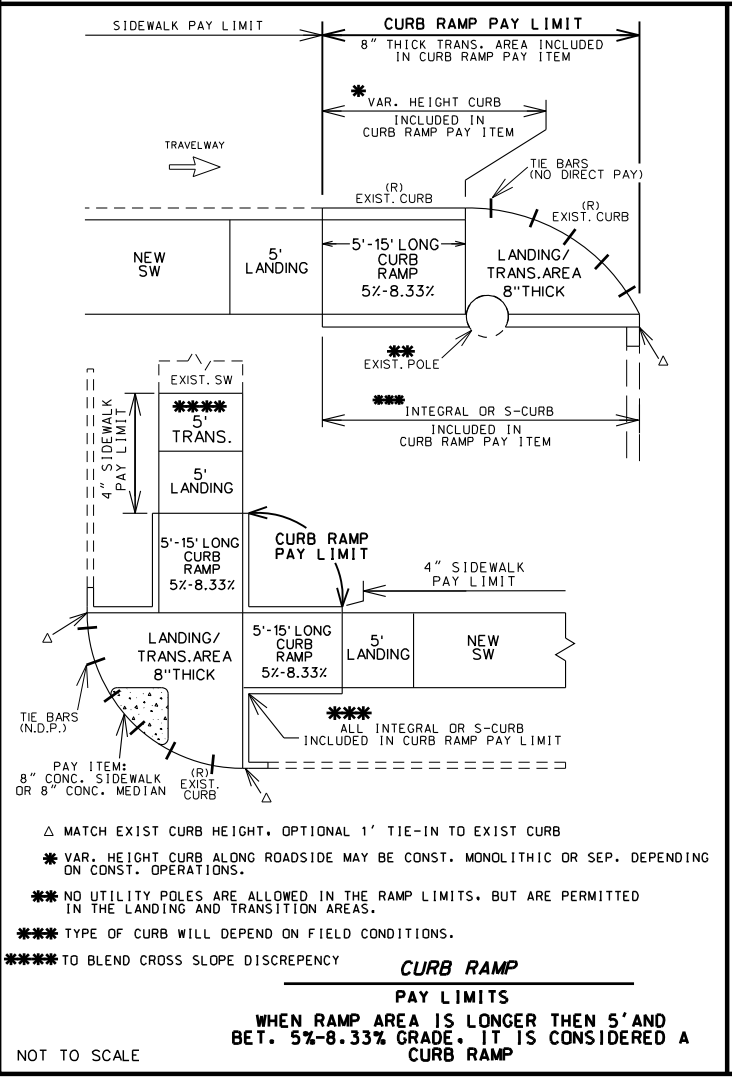 SIDEWALK PAY LIMIT
CURB RAMP PAY LIMIT
8" THICK TRANS. AREA INCLUDED
IN CURB RAMP PAY ITEM
*
VAR. HEIGHT CURB
INCLUDED IN
CURB RAMP PAY ITEM
TRAVELWAY
TIE BARS
(NO DIRECT PAY)
(R)
EXIST. CURB
(R)
EXIST. CURB
NEW
SW
5'
LANDING
5'-15' LONG
CURB
RAMP
5%-8.33%
LANDING/
TRANS.AREA
8"THICK
**
EXIST. POLE
△
***
INTEGRAL OR S-CURB
INCLUDED IN
CURB RAMP PAY ITEM
EXIST. SW
****
5'
TRANS.
4" SIDEWALK
PAY LIMIT
5'
LANDING
5'-15' LONG
CURB
RAMP
5%-8.33%
CURB RAMP
PAY LIMIT
4" SIDEWALK
PAY LIMIT
△
LANDING/
TRANS.AREA
8"THICK
5'-15' LONG
CURB
RAMP
5%-8.33%
5'
LANDING
NEW
SW
TIE BARS
(N.D.P.)
PAY ITEM:
8" CONC. SIDEWALK
OR 8" CONC. MEDIAN
(R)
EXIST.
CURB
△
***
ALL INTEGRAL OR S-CURB
INCLUDED IN CURB RAMP PAY LIMIT
△ MATCH EXIST CURB HEIGHT. OPTIONAL 1' TIE-IN TO EXIST CURB
* VAR. HEIGHT CURB ALONG ROADSIDE MAY BE CONST. MONOLITHIC OR SEP. DEPENDING
ON CONST. OPERATIONS.
** NO UTILITY POLES ARE ALLOWED IN THE RAMP LIMITS. BUT ARE PERMITTED
IN THE LANDING AND TRANSITION AREAS.
*** TYPE OF CURB WILL DEPEND ON FIELD CONDITIONS.
**** TO BLEND CROSS SLOPE DISCREPENCY
CURB RAMP
PAY LIMITS
WHEN RAMP AREA IS LONGER THEN 5'AND
BET. 5%-8.33% GRADE. IT IS CONSIDERED A
CURB RAMP
NOT TO SCALE